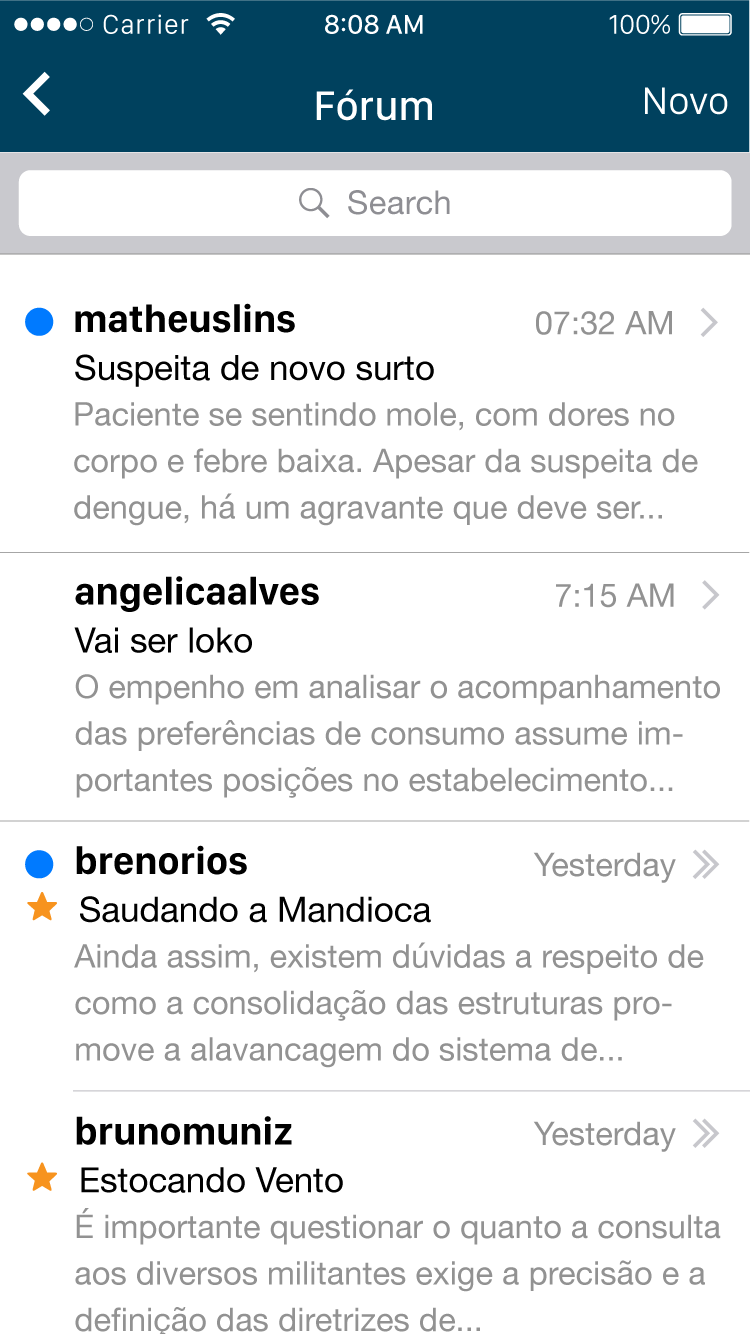 Carrier 8:08 AM 100%
Fórum Novo
Search
matheuslins 07:32 AM
Suspeita de novo surto
Paciente se sentindo mole, com dores no
corpo e febre baixa. Apesar da suspeita de
dengue, há um agravante que deve ser...
angelicaalves 7:15 AM
Vai ser loko
O empenho em analisar o acompanhamento
das preferências de consumo assume im-
portantes posições no estabelecimento...
brenorios Yesterday
Saudando a Mandioca
Ainda assim, existem dúvidas a respeito de
como a consolidação das estruturas pro-
move a alavancagem do sistema de...
brunomuniz Yesterday
Estocando Vento
É importante questionar o quanto a consulta
aos diversos militantes exige a precisão e a
definição das diretrizes de...